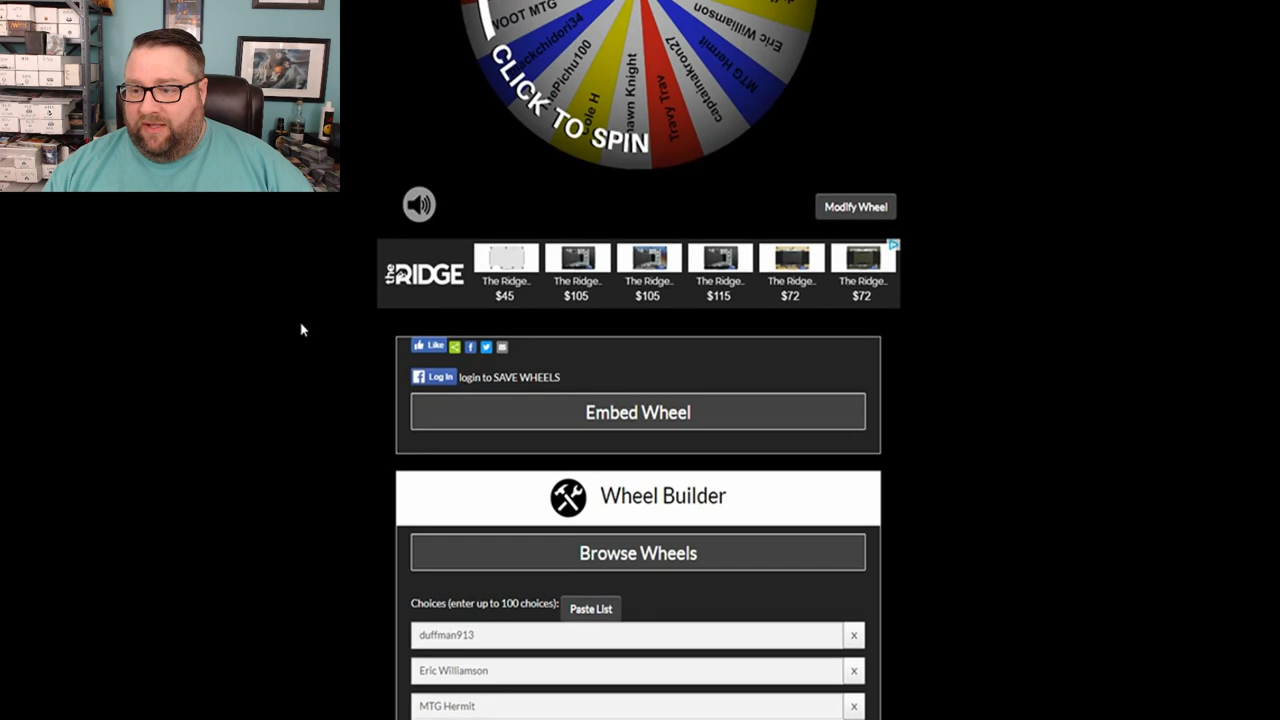 WOOT MTG
Eric Williamson
MTG Hermit
captainakron27
Travy Trav
CLICK TO SPIN
Modify Wheel
the RIDGE
The Ridge.. The Ridge.. The Ridge.. The Ridge.. The Ridge.. The Ridge..
$45 $105 $105 $115 $72 $72
Like
Log In login to SAVE WHEELS
Embed Wheel
Wheel Builder
Browse Wheels
Choices (enter up to 100 choices): Paste List
duffman913 x
Eric Williamson x
MTG Hermit x